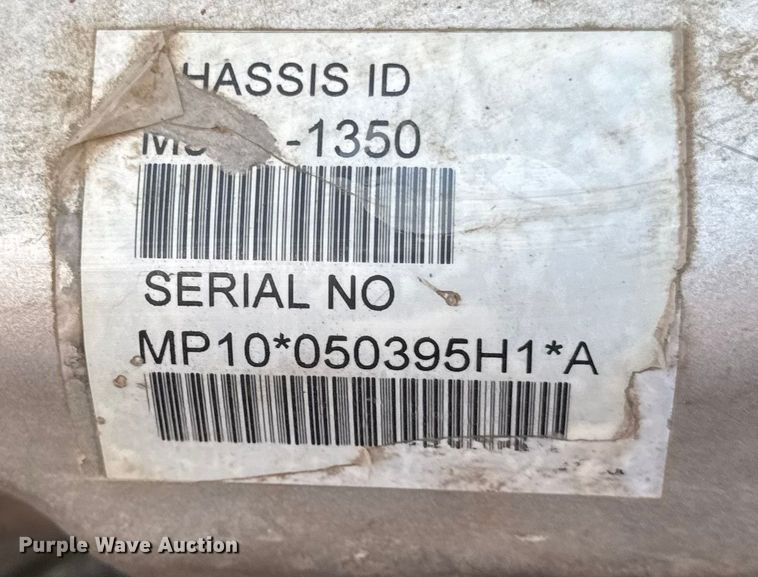 HASSIS ID
-1350
SERIAL NO
MP10*050395H1*A
Purple Wave Auction